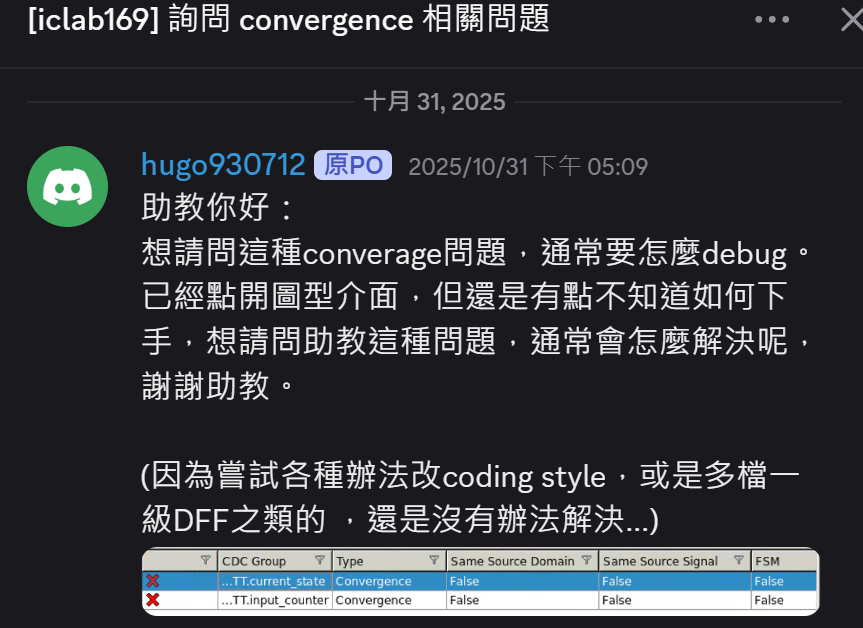 [iclab169] 詢問 convergence 相關問題
十月 31, 2025
hugo930712 原PO 2025/10/31 下午 05:09
助教你好：
想請問這種converage問題，通常要怎麼debug。
已經點開圖型介面，但還是有點不知道如何下
手，想請問助教這種問題，通常會怎麼解決呢，
謝謝助教。
(因為嘗試各種辦法改coding style，或是多檔一
級DFF之類的 ，還是沒有辦法解決...)
CDC Group Type Same Source Domain Same Source Signal FSM
...TT.current_state Convergence False False False
...TT.input_counter Convergence False False False